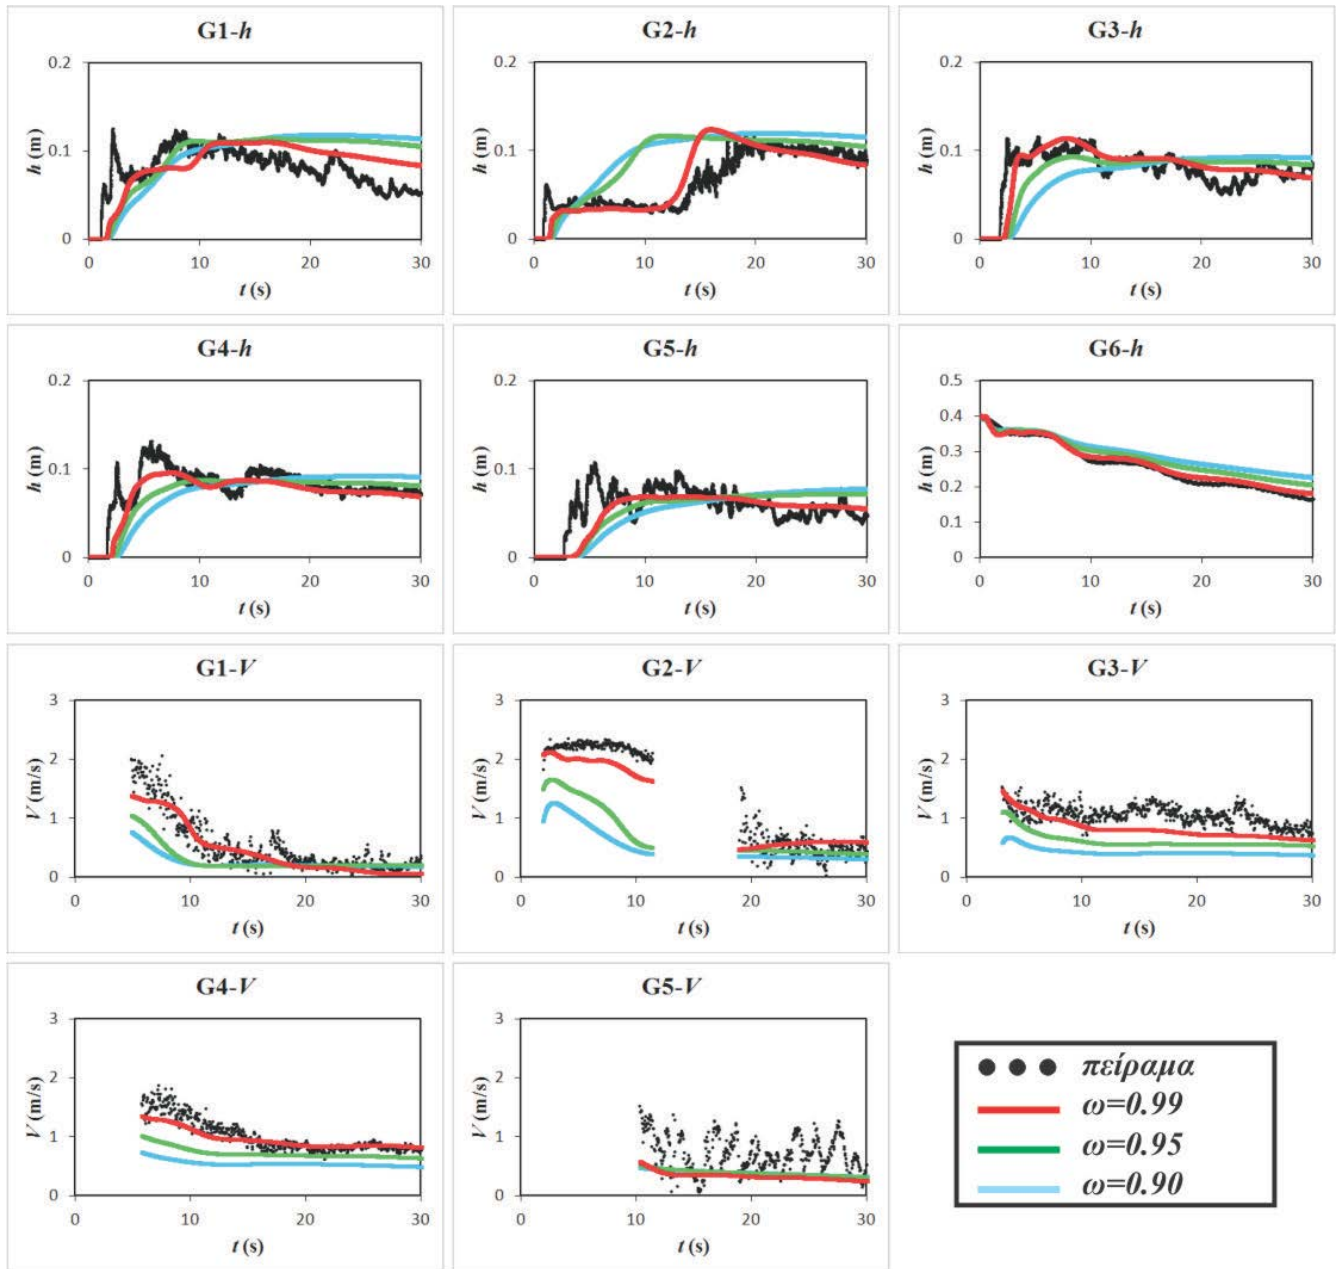 G1-h
0.2
0.1
0
h (m)
0 10 20 30
t (s)
G2-h
0.2
0.1
0
h (m)
0 10 20 30
t (s)
G3-h
0.2
0.1
0
h (m)
0 10 20 30
t (s)
G4-h
0.2
0.1
0
h (m)
0 10 20 30
t (s)
G5-h
0.2
0.1
0
h (m)
0 10 20 30
t (s)
G6-h
0.5
0.4
0.3
0.2
0.1
0
h (m)
0 10 20 30
t (s)
G1-V
3
2
1
0
V (m/s)
0 10 20 30
t (s)
G2-V
3
2
1
0
V (m/s)
0 10 20 30
t (s)
G3-V
3
2
1
0
V (m/s)
0 10 20 30
t (s)
G4-V
3
2
1
0
V (m/s)
0 10 20 30
t (s)
G5-V
3
2
1
0
V (m/s)
0 10 20 30
t (s)
πείραμα
ω=0.99
ω=0.95
ω=0.90